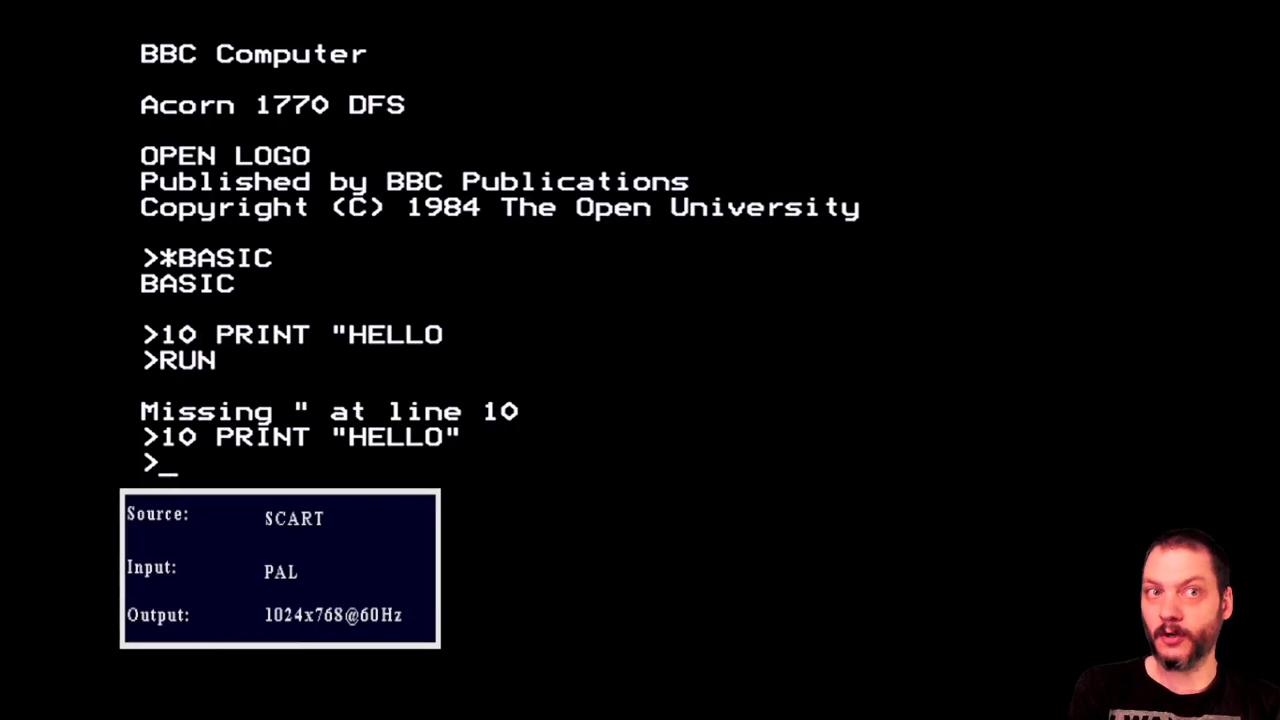 BBC Computer
Acorn 1770 DFS
OPEN LOGO
Published by BBC Publications
Copyright (C) 1984 The Open University
>*BASIC
BASIC
>10 PRINT "HELLO
>RUN
Missing " at line 10
>10 PRINT "HELLO"
>_
Source: SCART
Input: PAL
Output: 1024x768@60Hz